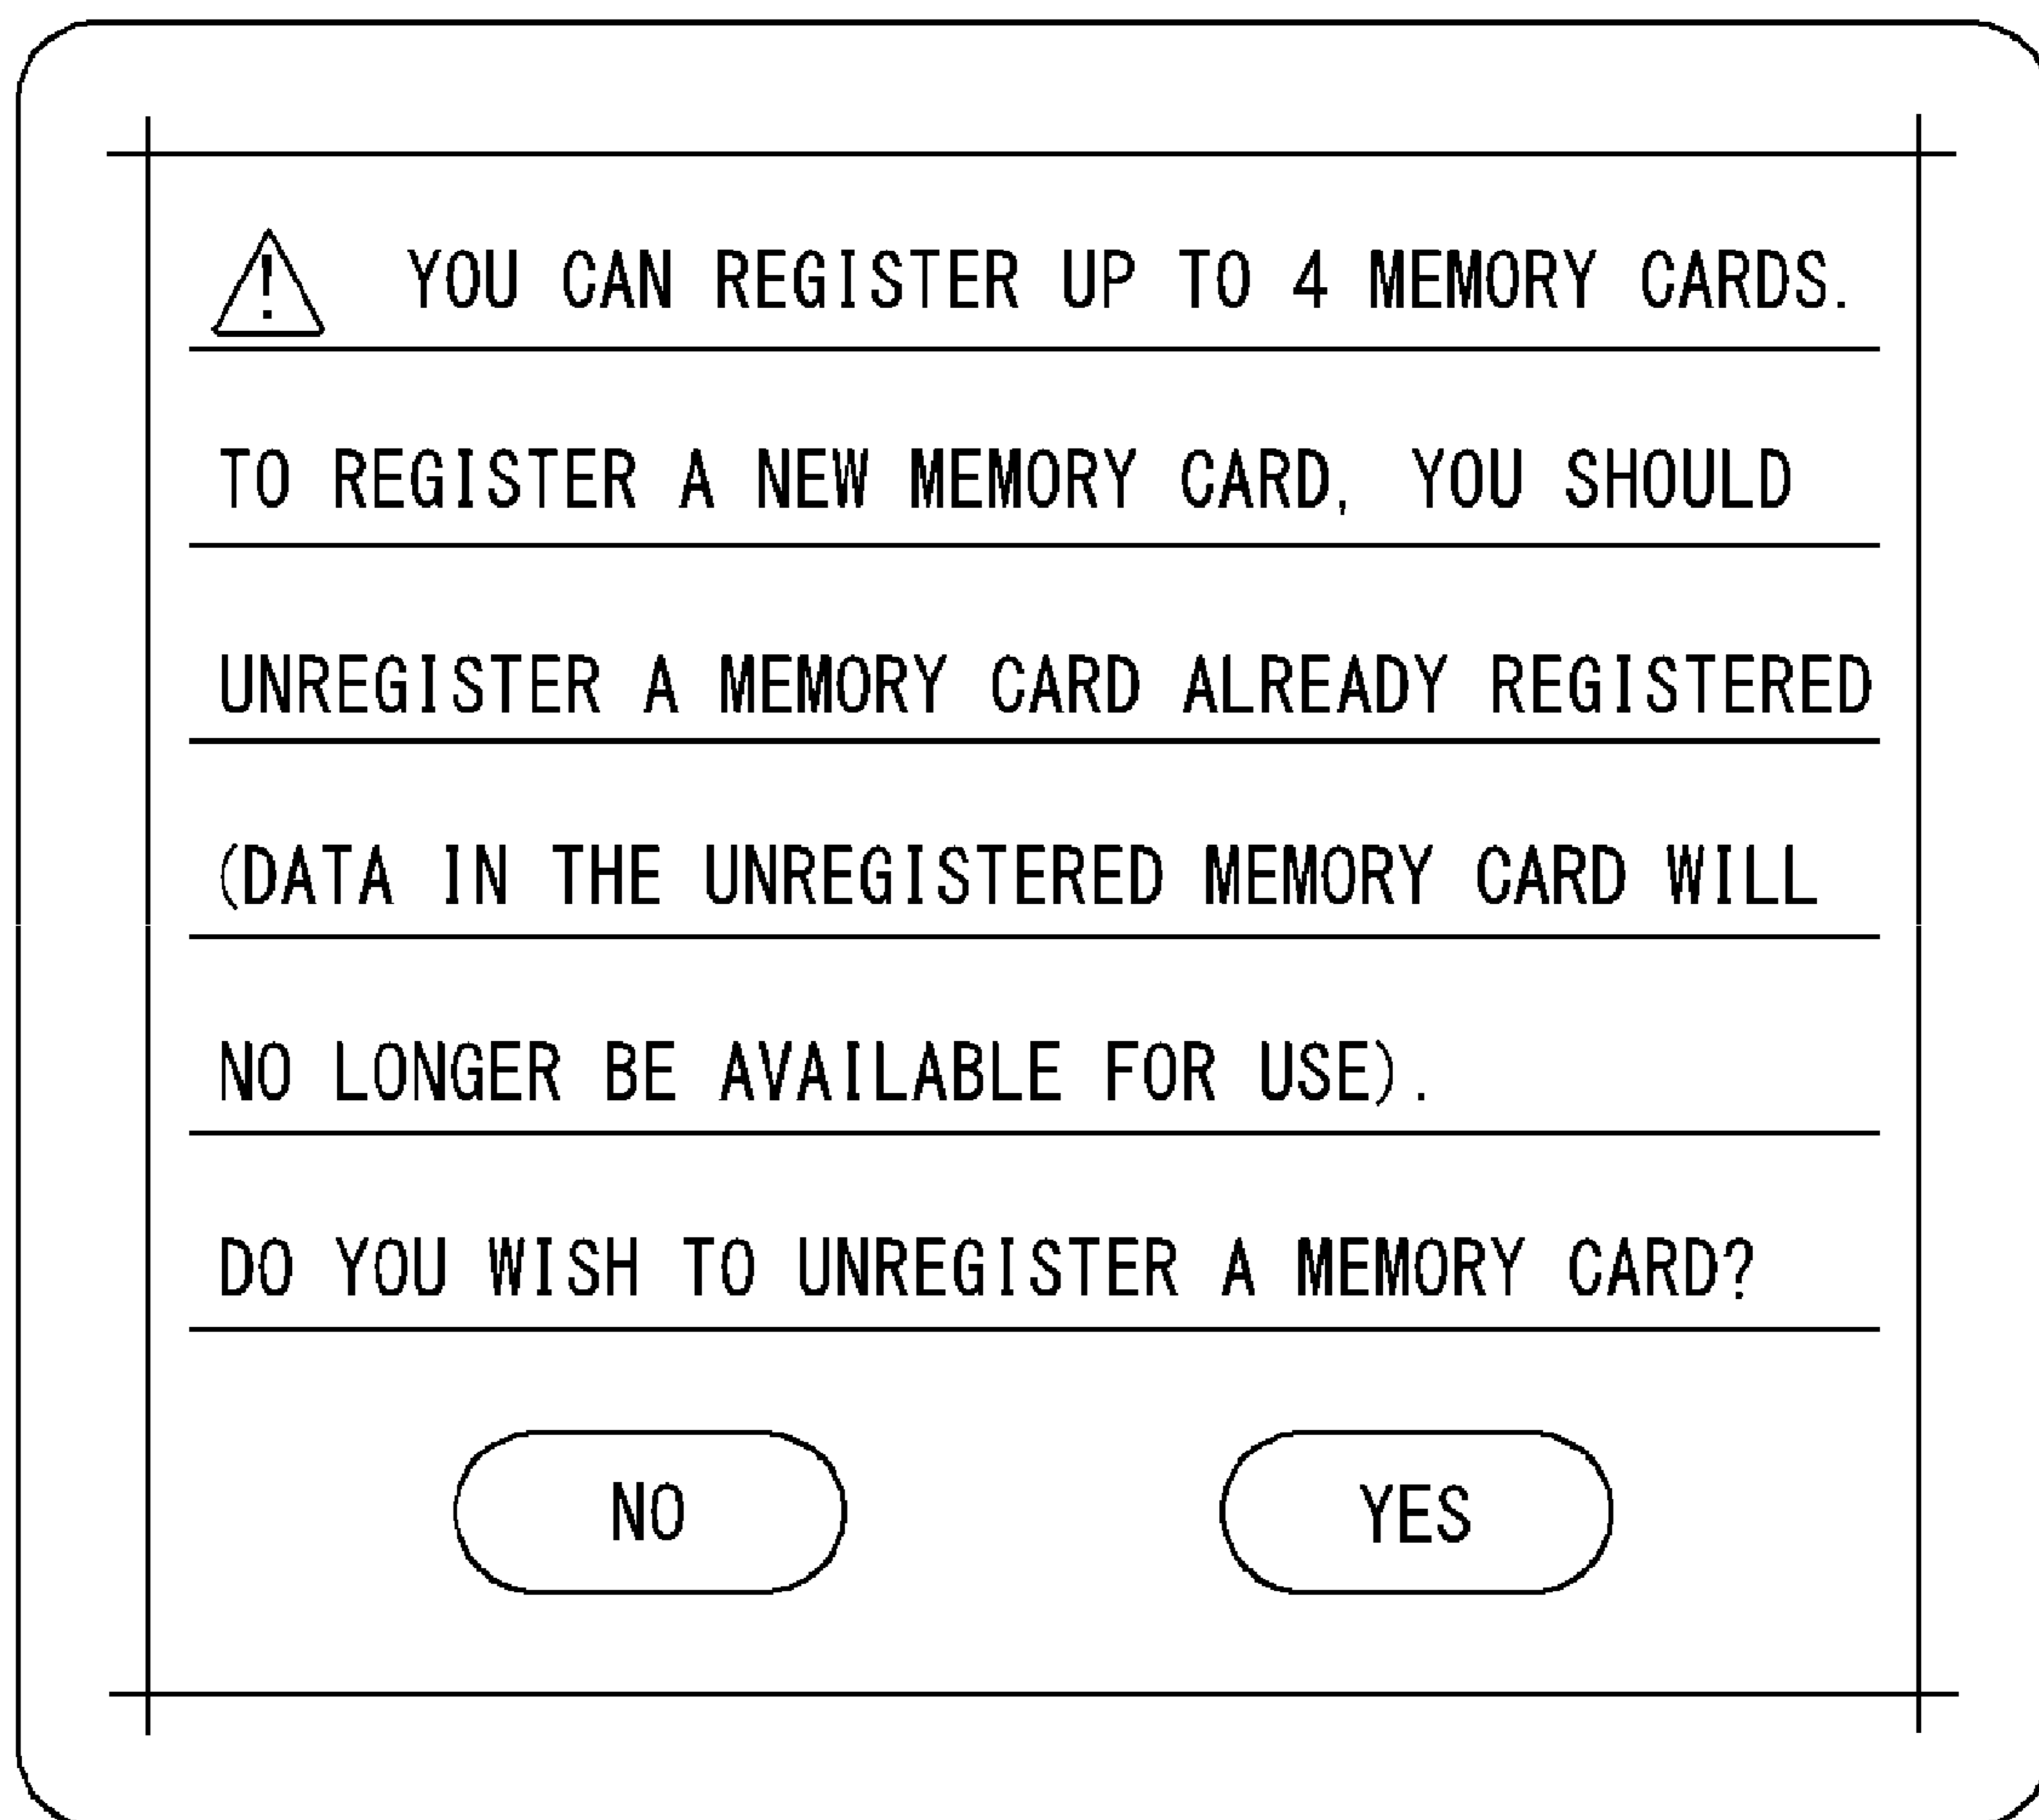 ! YOU CAN REGISTER UP TO 4 MEMORY CARDS.
TO REGISTER A NEW MEMORY CARD, YOU SHOULD
UNREGISTER A MEMORY CARD ALREADY REGISTERED
(DATA IN THE UNREGISTERED MEMORY CARD WILL
NO LONGER BE AVAILABLE FOR USE).
DO YOU WISH TO UNREGISTER A MEMORY CARD?
NO YES